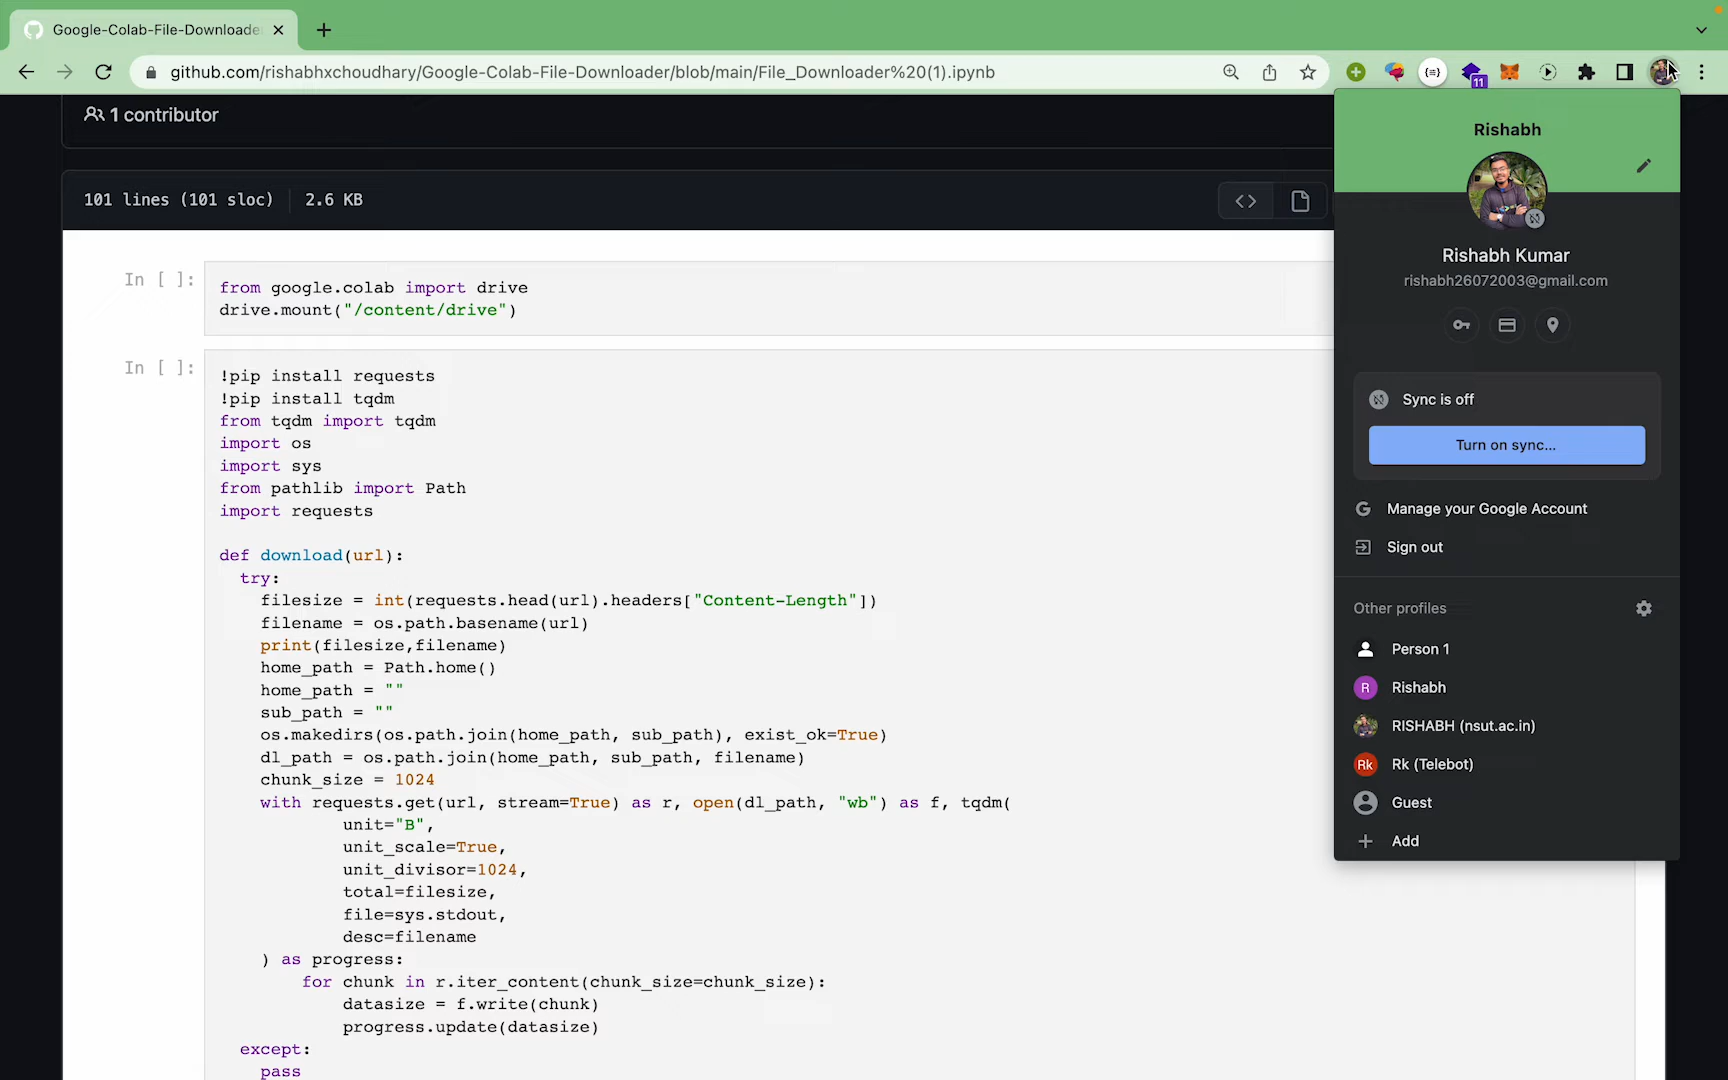 Google-Colab-File-Downloade
github.com/rishabhxchoudhary/Google-Colab-File-Downloader/blob/main/File_Downloader%20(1).ipynb
11
1 contributor
101 lines (101 sloc)
2.6 KB
In [ ]:
from google.colab import drive
drive.mount("/content/drive")
In [ ]:
!pip install requests
!pip install tqdm
from tqdm import tqdm
import os
import sys
from pathlib import Path
import requests
def download(url):
try:
filesize = int(requests.head(url).headers["Content-Length"])
filename = os.path.basename(url)
print(filesize,filename)
home_path = Path.home()
home_path = ""
sub_path = ""
os.makedirs(os.path.join(home_path, sub_path), exist_ok=True)
dl_path = os.path.join(home_path, sub_path, filename)
chunk_size = 1024
with requests.get(url, stream=True) as r, open(dl_path, "wb") as f, tqdm(
unit="B",
unit_scale=True,
unit_divisor=1024,
total=filesize,
file=sys.stdout,
desc=filename
) as progress:
for chunk in r.iter_content(chunk_size=chunk_size):
datasize = f.write(chunk)
progress.update(datasize)
except:
pass
Rishabh
Rishabh Kumar
rishabh26072003@gmail.com
Sync is off
Turn on sync...
G Manage your Google Account
Sign out
Other profiles
Person 1
R Rishabh
RISHABH (nsut.ac.in)
Rk Rk (Telebot)
Guest
Add